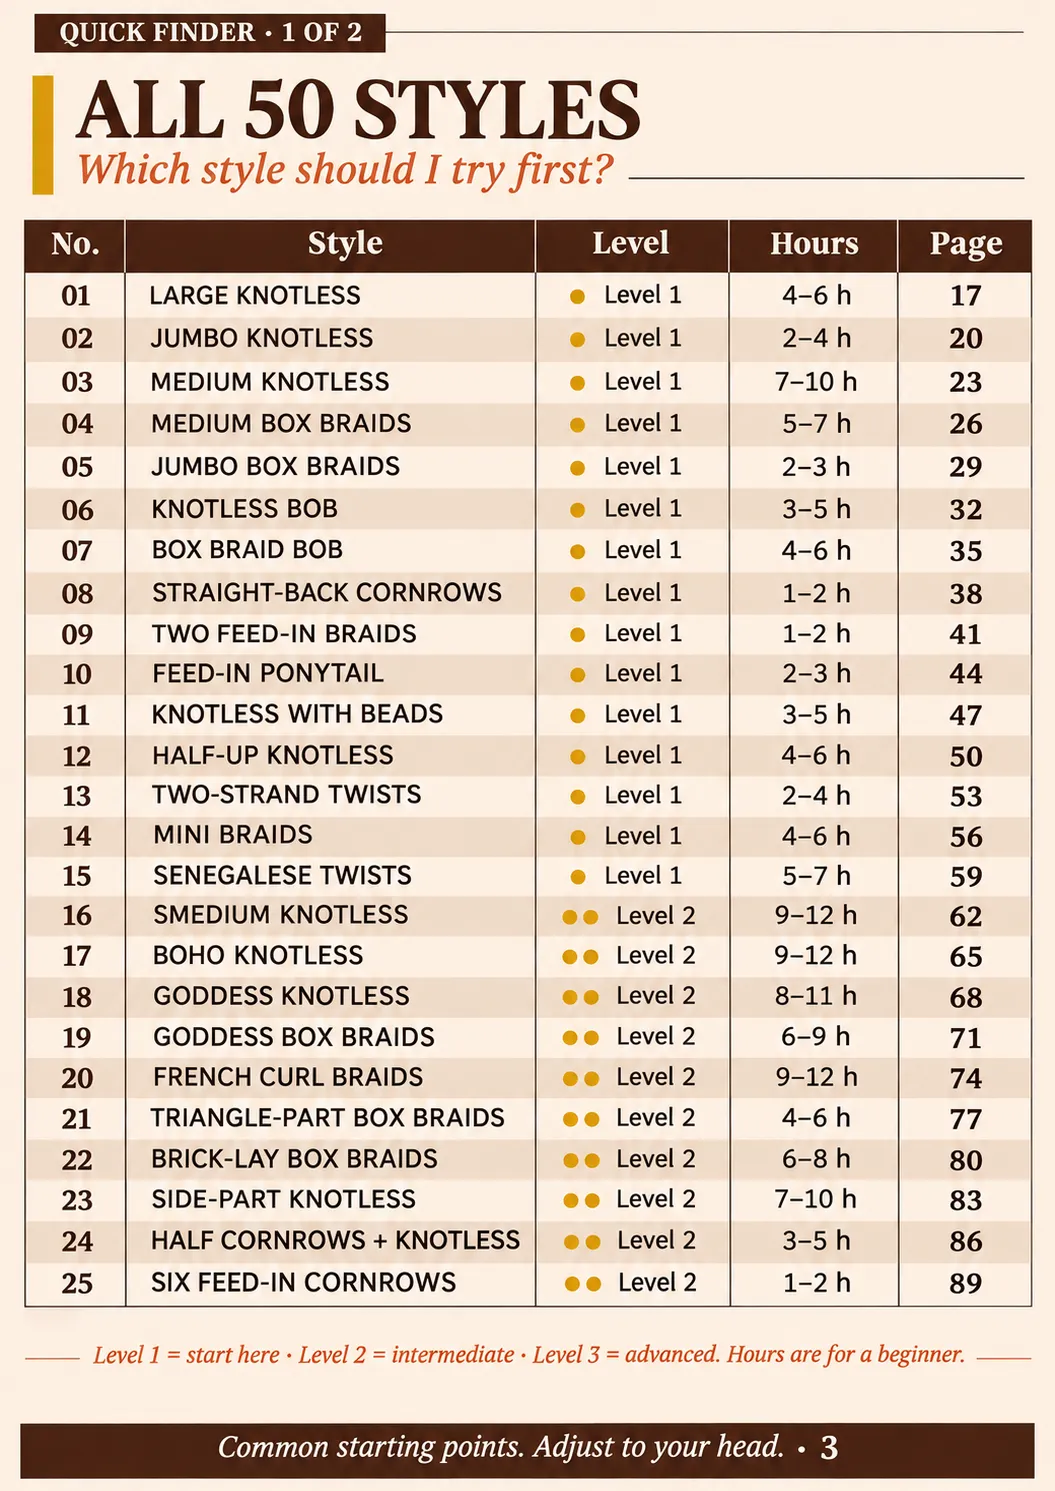 QUICK FINDER · 1 OF 2
ALL 50 STYLES
Which style should I try first?
No. Style Level Hours Page
01 LARGE KNOTLESS Level 1 4–6 h 17
02 JUMBO KNOTLESS Level 1 2–4 h 20
03 MEDIUM KNOTLESS Level 1 7–10 h 23
04 MEDIUM BOX BRAIDS Level 1 5–7 h 26
05 JUMBO BOX BRAIDS Level 1 2–3 h 29
06 KNOTLESS BOB Level 1 3–5 h 32
07 BOX BRAID BOB Level 1 4–6 h 35
08 STRAIGHT-BACK CORNROWS Level 1 1–2 h 38
09 TWO FEED-IN BRAIDS Level 1 1–2 h 41
10 FEED-IN PONYTAIL Level 1 2–3 h 44
11 KNOTLESS WITH BEADS Level 1 3–5 h 47
12 HALF-UP KNOTLESS Level 1 4–6 h 50
13 TWO-STRAND TWISTS Level 1 2–4 h 53
14 MINI BRAIDS Level 1 4–6 h 56
15 SENEGALESE TWISTS Level 1 5–7 h 59
16 SMEDIUM KNOTLESS Level 2 9–12 h 62
17 BOHO KNOTLESS Level 2 9–12 h 65
18 GODDESS KNOTLESS Level 2 8–11 h 68
19 GODDESS BOX BRAIDS Level 2 6–9 h 71
20 FRENCH CURL BRAIDS Level 2 9–12 h 74
21 TRIANGLE-PART BOX BRAIDS Level 2 4–6 h 77
22 BRICK-LAY BOX BRAIDS Level 2 6–8 h 80
23 SIDE-PART KNOTLESS Level 2 7–10 h 83
24 HALF CORNROWS + KNOTLESS Level 2 3–5 h 86
25 SIX FEED-IN CORNROWS Level 2 1–2 h 89
Level 1 = start here · Level 2 = intermediate · Level 3 = advanced. Hours are for a beginner.
Common starting points. Adjust to your head. · 3